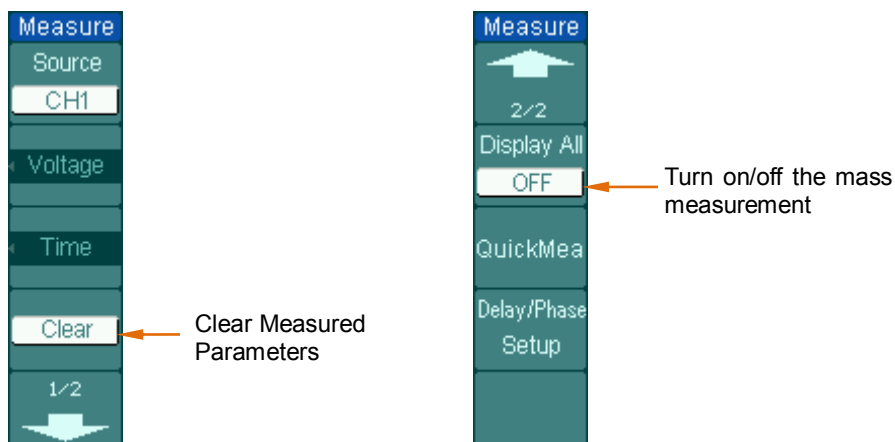 Measure
Source
CH1
Voltage
Time
Clear
1/2
Clear Measured
Parameters
Measure
2/2
Display All
OFF
QuickMea
Delay/Phase
Setup
Turn on/off the mass
measurement